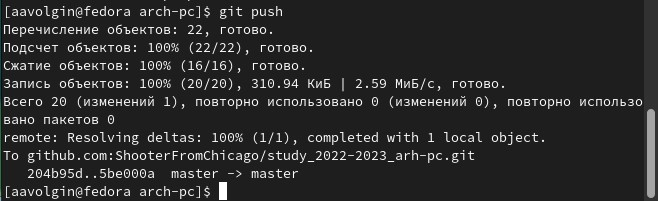 [aavolgin@fedora arch-pc]$ git push
Перечисление объектов: 22, готово.
Подсчет объектов: 100% (22/22), готово.
Сжатие объектов: 100% (16/16), готово.
Запись объектов: 100% (20/20), 310.94 КиБ | 2.59 МиБ/с, готово.
Всего 20 (изменений 1), повторно использовано 0 (изменений 0), повторно использо
вано пакетов 0
remote: Resolving deltas: 100% (1/1), completed with 1 local object.
To github.com:ShooterFromChicago/study_2022-2023_arh-pc.git
   204b95d..5be000a  master -> master
[aavolgin@fedora arch-pc]$